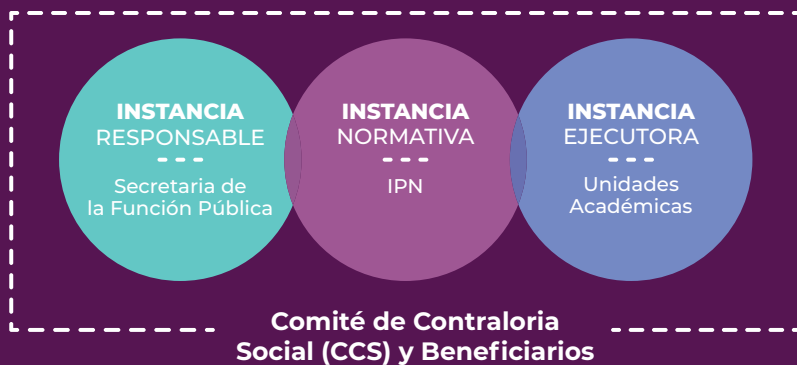 INSTANCIA
RESPONSABLE
Secretaria de
la Función Pública
INSTANCIA
NORMATIVA
IPN
INSTANCIA
EJECUTORA
Unidades
Académicas
Comité de Contraloria
Social (CCS) y Beneficiarios